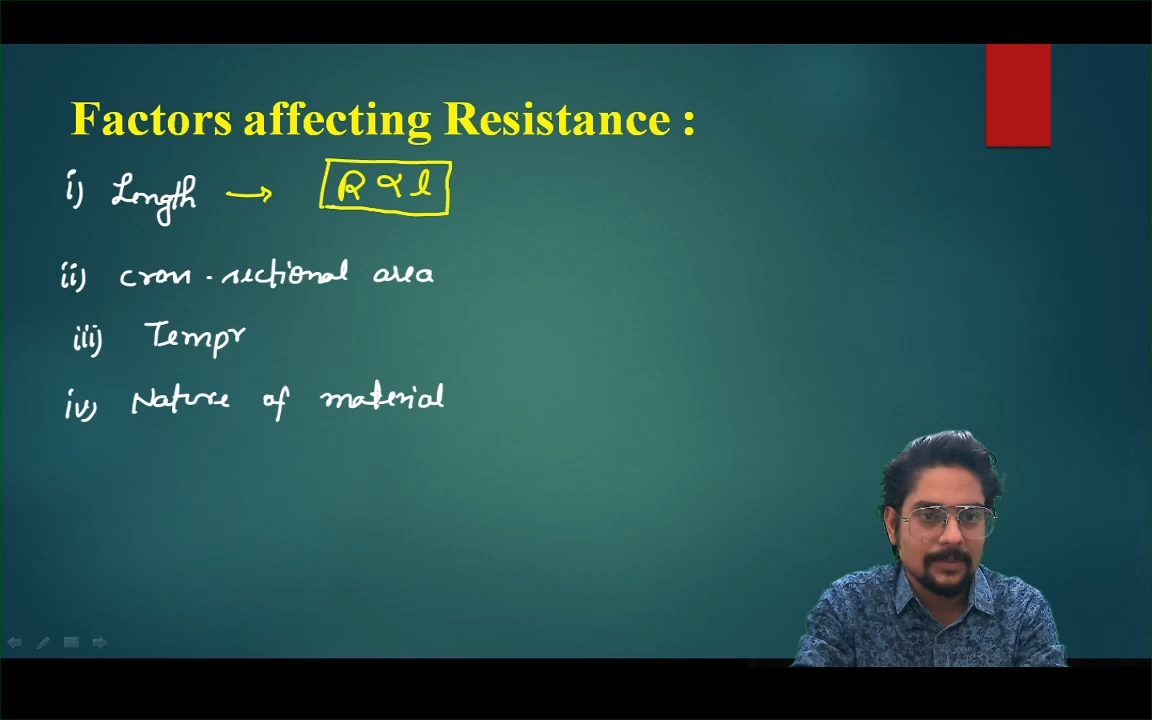 Factors affecting Resistance :
i) Length → R ∝ l
ii) cross-sectional area
iii) Tempr
iv) Nature of material